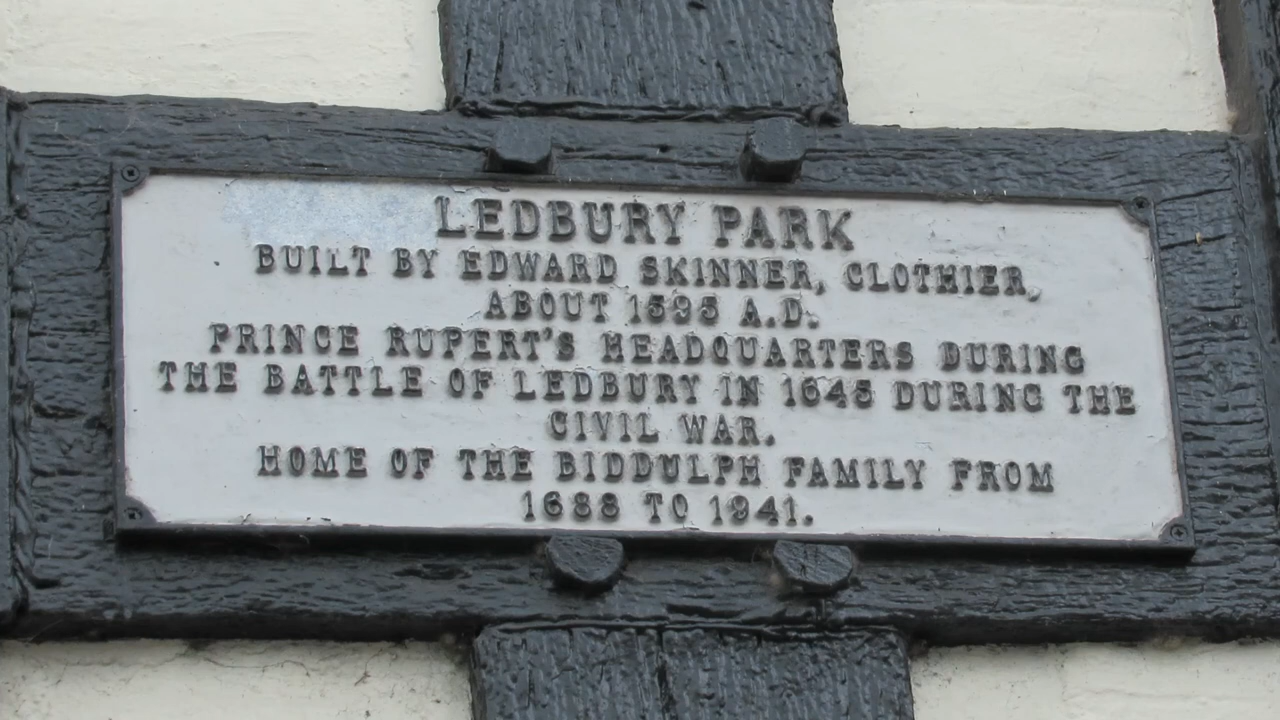 LEDBURY PARK
BUILT BY EDWARD SKINNER, CLOTHIER,
ABOUT 1595 A.D.
PRINCE RUPERT'S HEADQUARTERS DURING
THE BATTLE OF LEDBURY IN 1645 DURING THE
CIVIL WAR.
HOME OF THE BIDDULPH FAMILY FROM
1688 TO 1941.